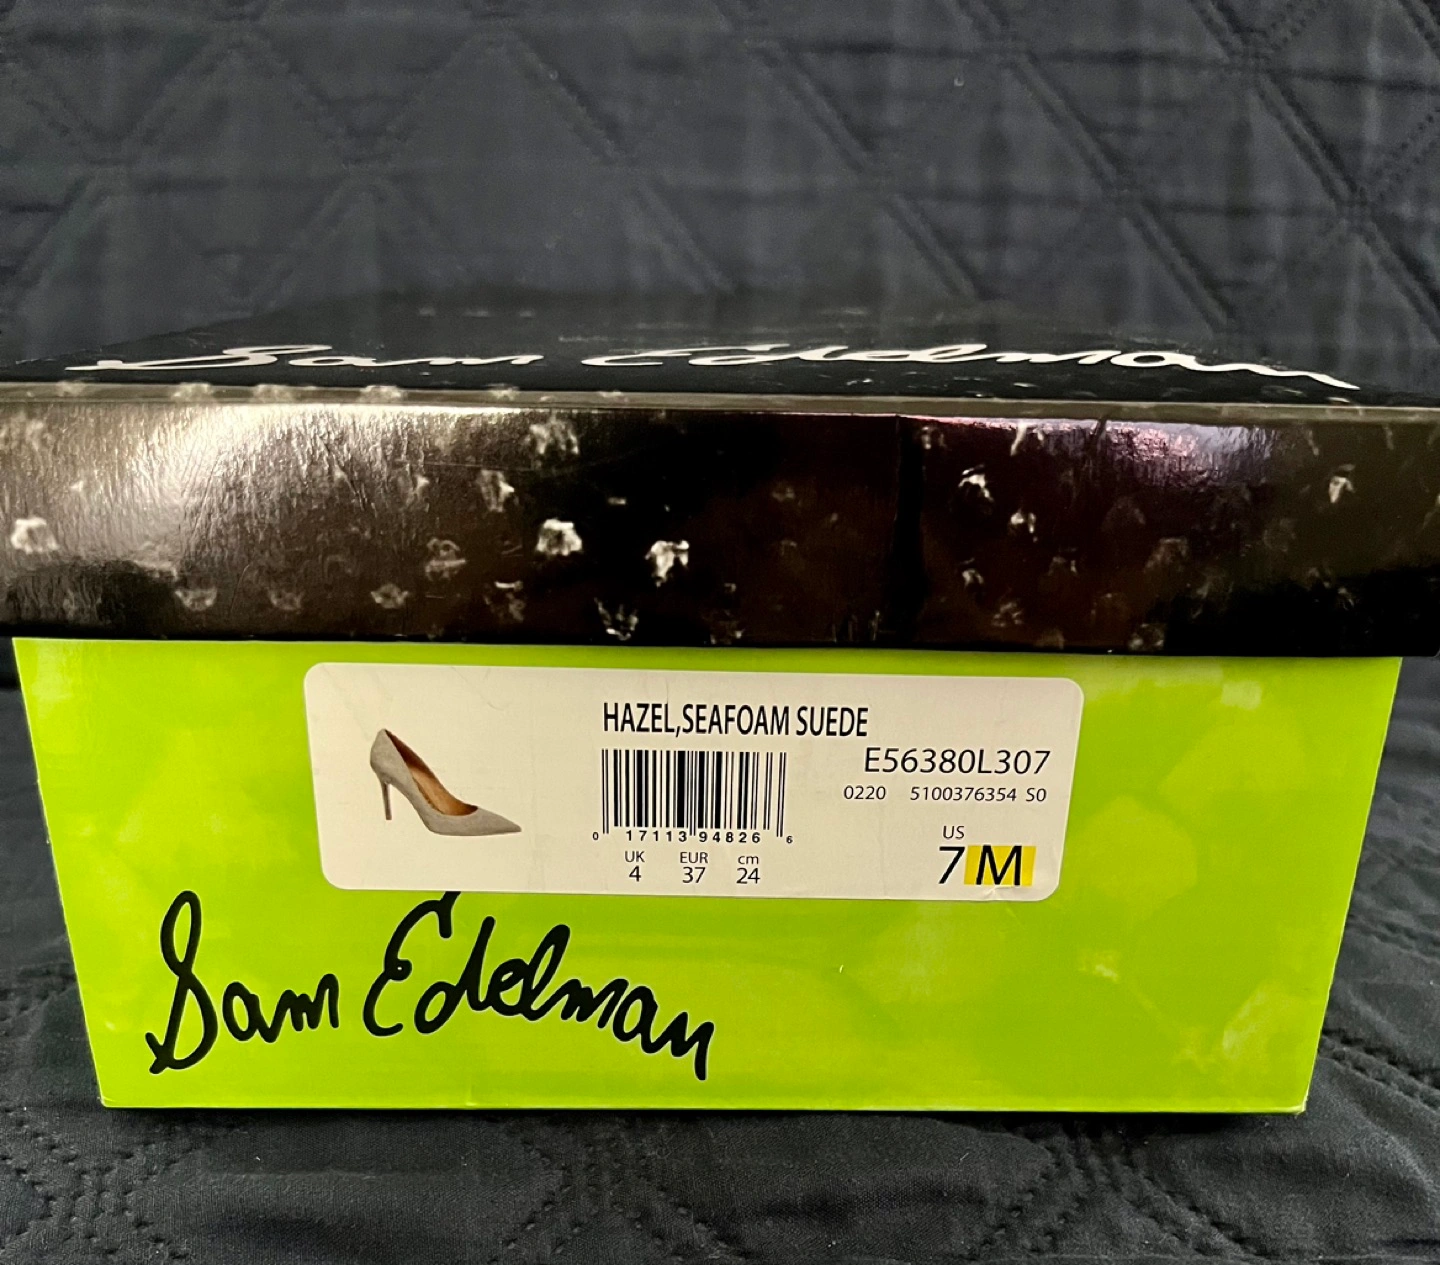 Sam Edelman
HAZEL,SEAFOAM SUEDE
E56380L307
0220 5100376354 S0
0 17113 94826 6
UK EUR cm
4 37 24
US
7 M
Sam Edelman